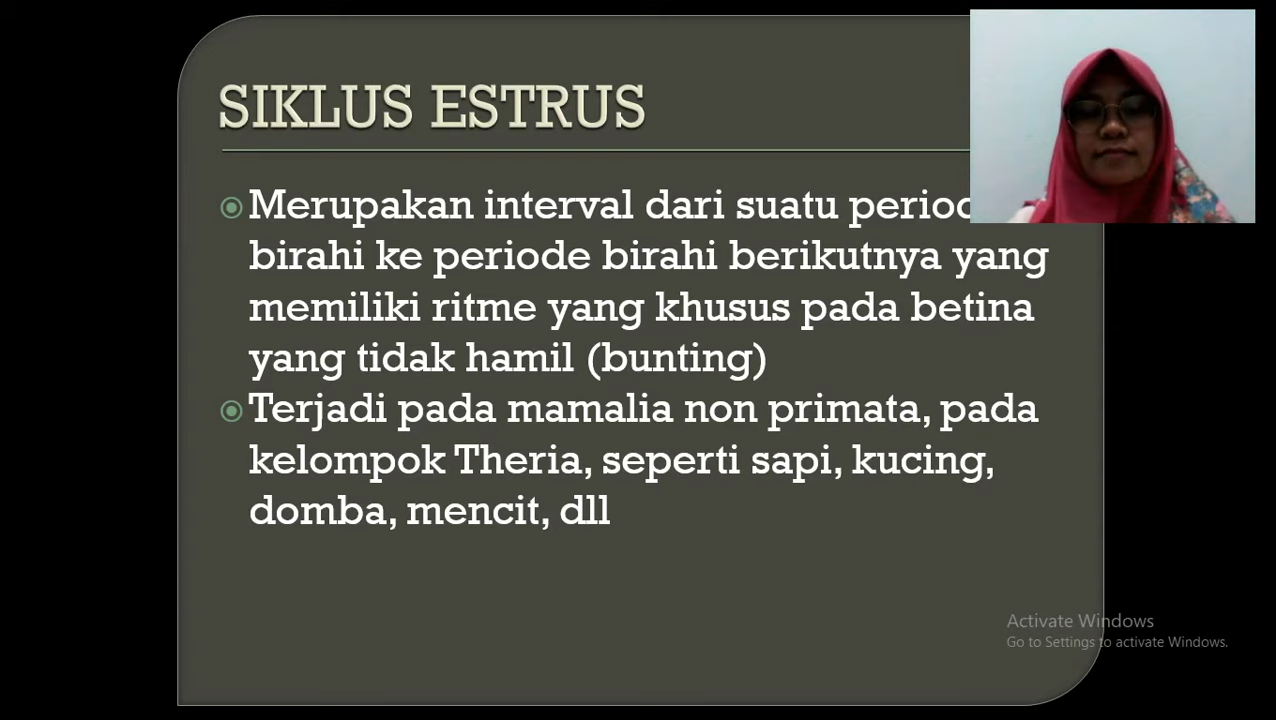 SIKLUS ESTRUS
Merupakan interval dari suatu
birahi ke periode birahi berikutnya yang
memiliki ritme yang khusus pada betina
yang tidak hamil (bunting)
Terjadi pada mamalia non primata, pada
kelompok Theria, seperti sapi, kucing,
domba, mencit, dll
Activate Windows
Go to Settings to activate Windows.